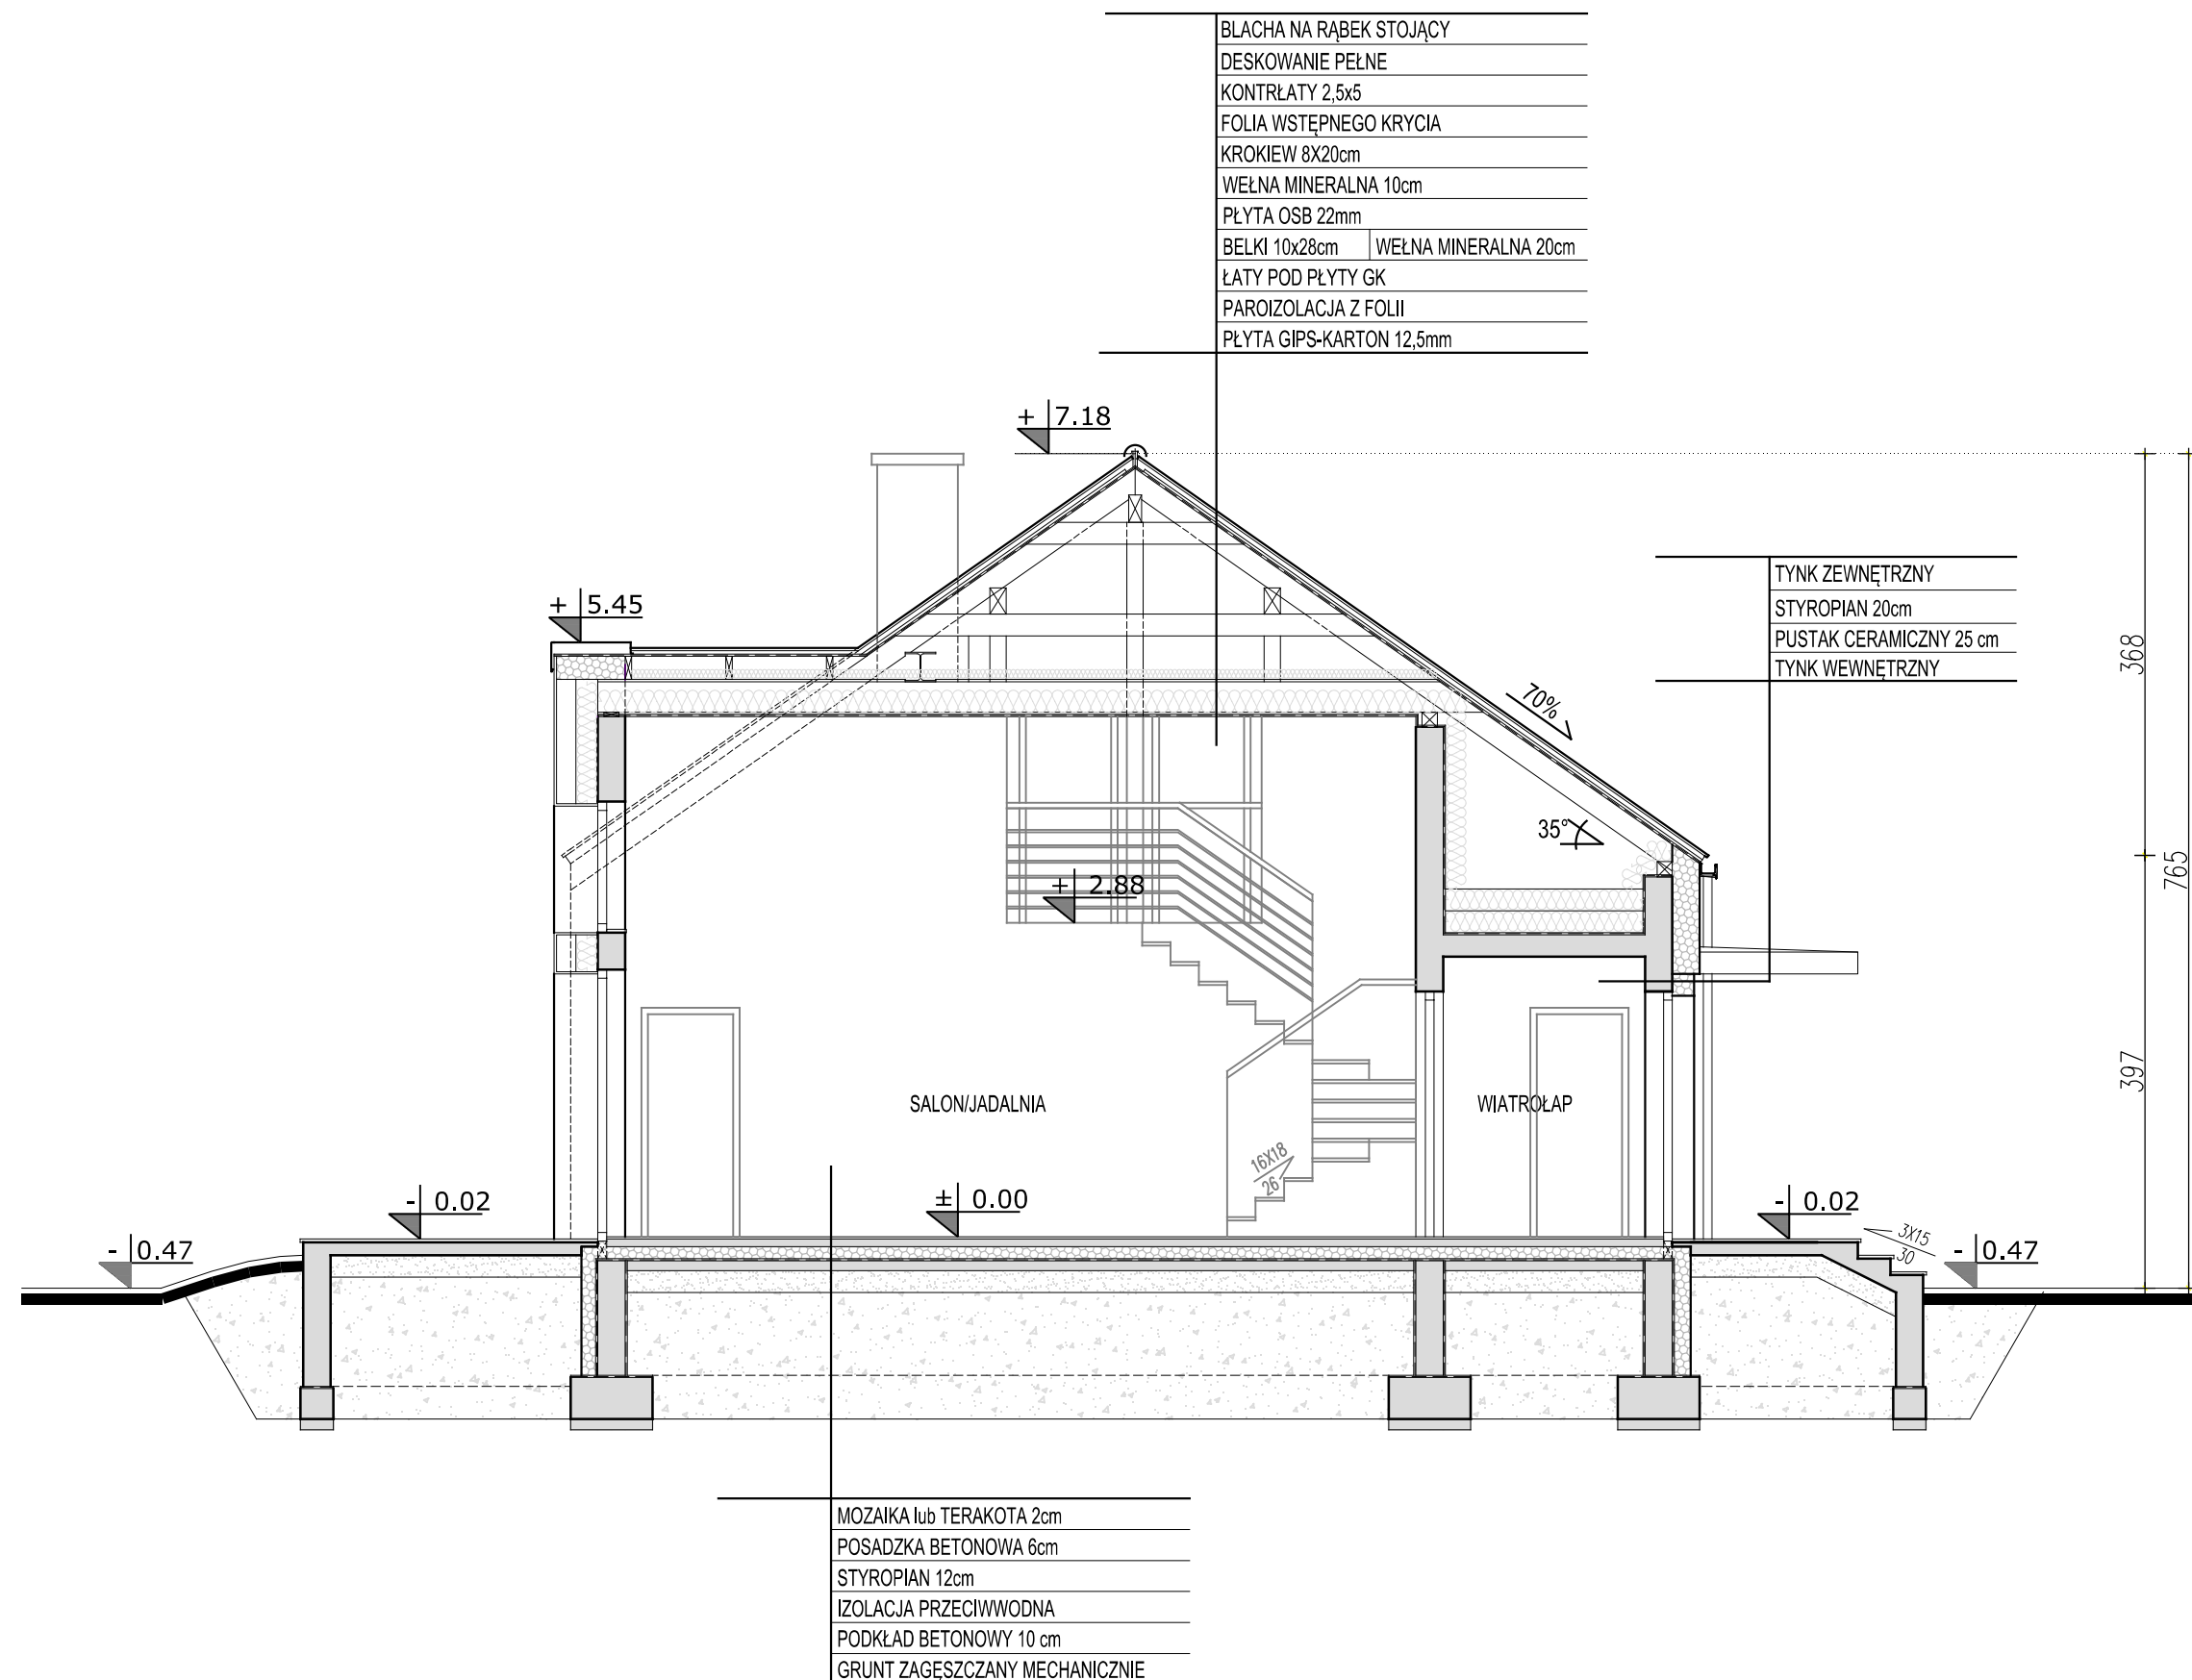 BLACHA NA RĄBEK STOJĄCY
DESKOWANIE PEŁNE
KONTRŁATY 2,5x5
FOLIA WSTĘPNEGO KRYCIA
KROKIEW 8X20cm
WEŁNA MINERALNA 10cm
PŁYTA OSB 22mm
BELKI 10x28cm WEŁNA MINERALNA 20cm
ŁATY POD PŁYTY GK
PAROIZOLACJA Z FOLII
PŁYTA GIPS-KARTON 12,5mm
+ 7.18
+ 5.45
TYNK ZEWNĘTRZNY
STYROPIAN 20cm
PUSTAK CERAMICZNY 25 cm
TYNK WEWNĘTRZNY
368
70%
35°
765
+ 2.88
397
SALON/JADALNIA
WIATROŁAP
16X18
26
- 0.02
± 0.00
- 0.02
3X15
30
- 0.47
- 0.47
MOZAIKA lub TERAKOTA 2cm
POSADZKA BETONOWA 6cm
STYROPIAN 12cm
IZOLACJA PRZECIWWODNA
PODKŁAD BETONOWY 10 cm
GRUNT ZAGĘSZCZANY MECHANICZNIE